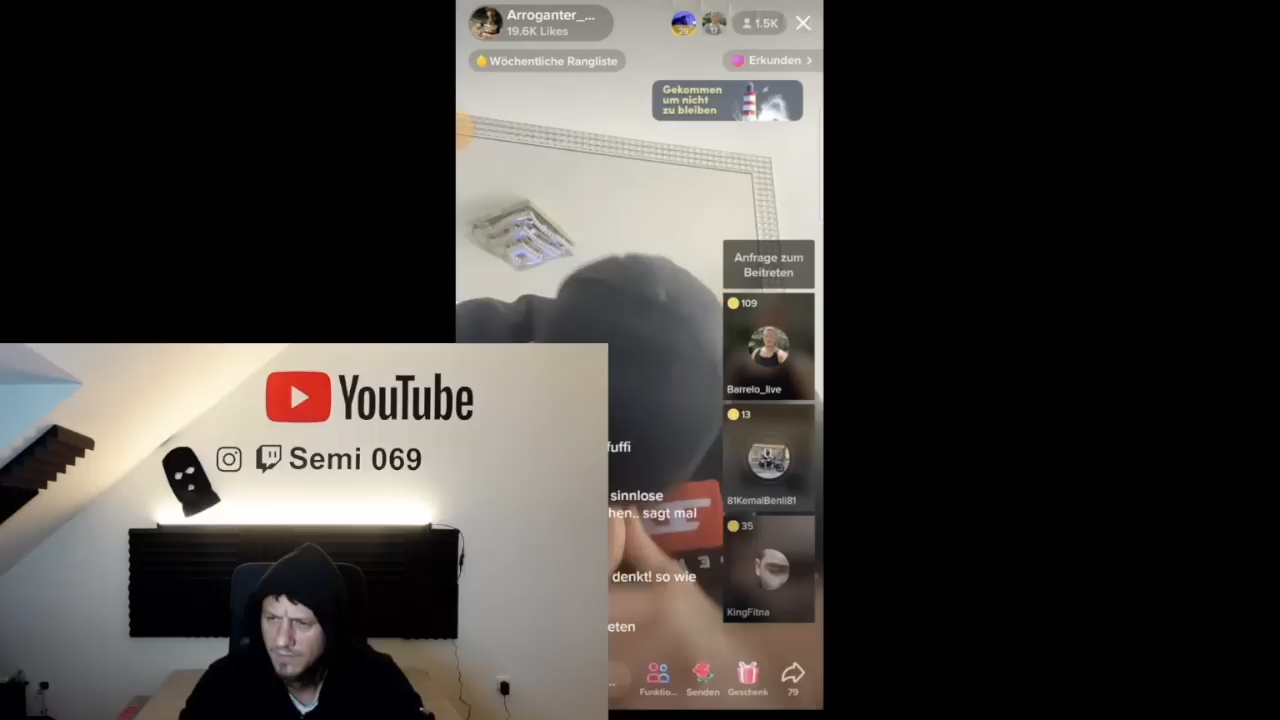 Arroganter_...
19.6K Likes
1.5K
Wöchentliche Rangliste
Erkunden >
Gekommen
um nicht
zu bleiben
Anfrage zum
Beitreten
109
Barrelo_live
13
81KemalBenli81
35
KingFitna
YouTube
Semi 069
fuffi
sinnlose
hen.. sagt mal
denkt! so wie
eten
...
Funktio...
Senden
Geschenk
79